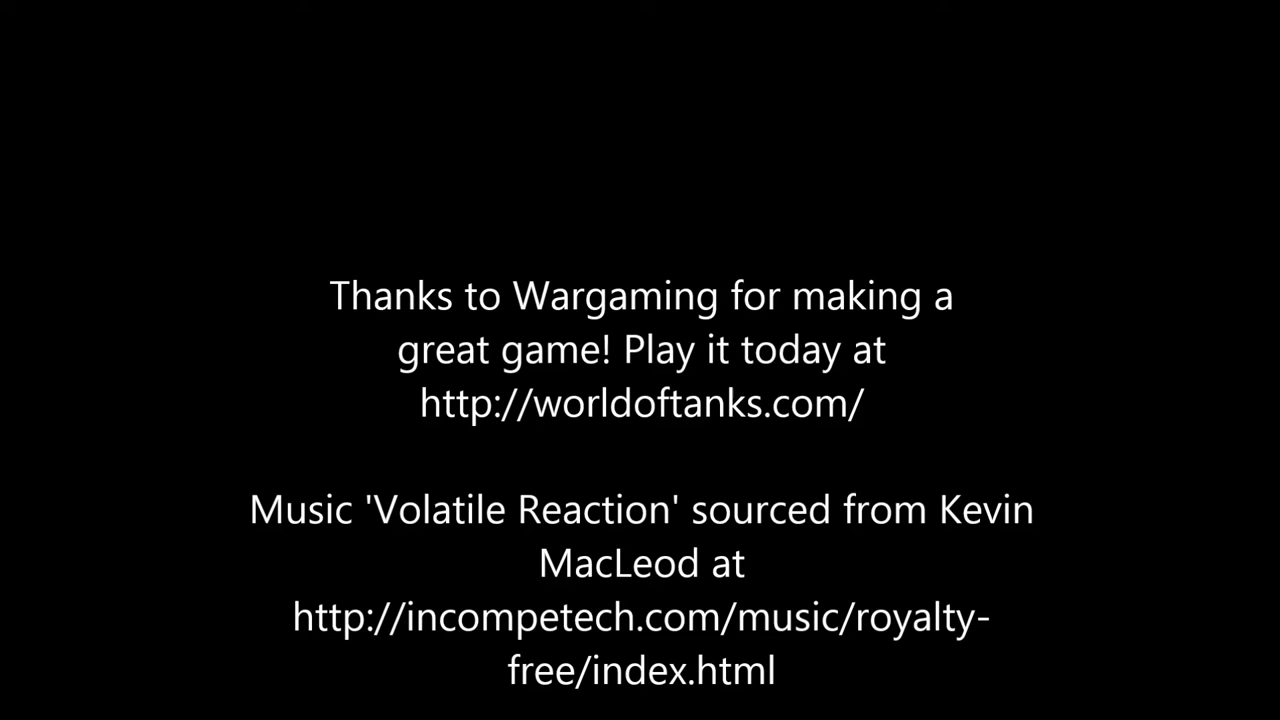 Thanks to Wargaming for making a
great game! Play it today at
http://worldoftanks.com/
Music 'Volatile Reaction' sourced from Kevin
MacLeod at
http://incompetech.com/music/royalty-
free/index.html